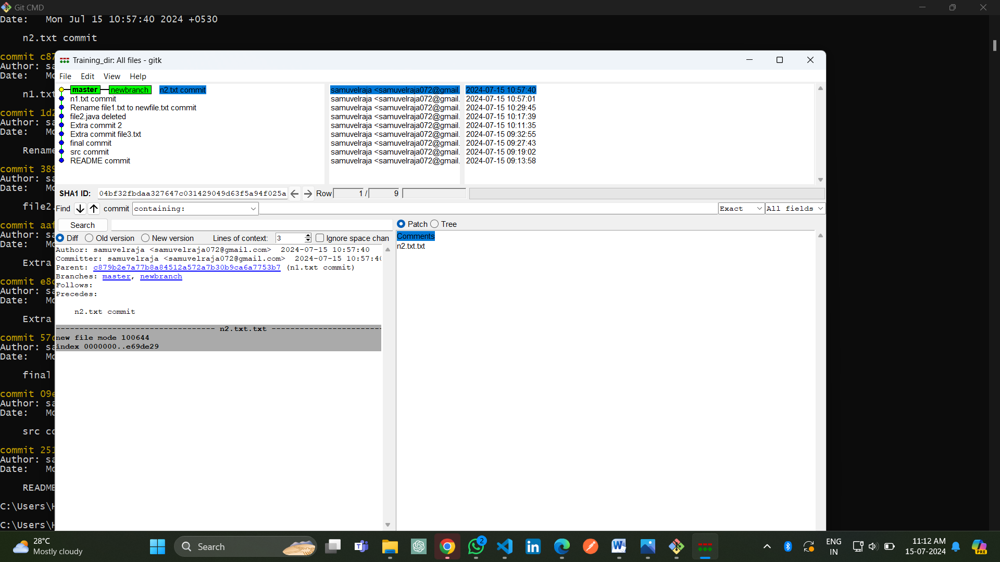 Git CMD
Date:   Mon Jul 15 10:57:40 2024 +0530
n2.txt commit
commit c87
Author: sa
Date:   Mo
n1.txt
commit 1d2
Author: sa
Date:   Mo
Rename
commit 389
Author: sa
Date:   Mo
file2.
commit aaf
Author: sa
Date:   Mo
Extra
commit e8c
Author: sa
Date:   Mo
Extra
commit 57c
Author: sa
Date:   Mo
final
commit 09e
Author: sa
Date:   Mo
src co
commit 251
Author: sa
Date:   Mo
README
C:\Users\H
C:\Users\H
Training_dir: All files - gitk
File Edit View Help
master newbranch n2.txt commit samuvelraja <samuvelraja072@gmail. 2024-07-15 10:57:40
n1.txt commit samuvelraja <samuvelraja072@gmail. 2024-07-15 10:57:01
Rename file1.txt to newfile.txt commit samuvelraja <samuvelraja072@gmail. 2024-07-15 10:29:45
file2.java deleted samuvelraja <samuvelraja072@gmail. 2024-07-15 10:17:39
Extra commit 2 samuvelraja <samuvelraja072@gmail. 2024-07-15 10:11:35
Extra commit file3.txt samuvelraja <samuvelraja072@gmail. 2024-07-15 09:32:55
final commit samuvelraja <samuvelraja072@gmail. 2024-07-15 09:27:43
src commit samuvelraja <samuvelraja072@gmail. 2024-07-15 09:19:02
README commit samuvelraja <samuvelraja072@gmail. 2024-07-15 09:13:58
SHA1 ID: 04bf32fbdaa327647c031429049d63f5a94f025a Row 1 / 9
Find commit containing: Exact All fields
Search Patch Tree
Diff Old version New version Lines of context: 3 Ignore space chan
Comments
n2.txt.txt
Author: samuvelraja <samuvelraja072@gmail.com>  2024-07-15 10:57:40
Committer: samuvelraja <samuvelraja072@gmail.com>  2024-07-15 10:57:40
Parent: c879b2e7a77b8a84512a572a7b30b9ca6a7753b7 (n1.txt commit)
Branches: master, newbranch
Follows:
Precedes:
n2.txt commit
---------------------------------- n2.txt.txt ------------------------
new file mode 100644
index 0000000..e69de29
28°C
Mostly cloudy
Search
2
ENG
IN
11:12 AM
15-07-2024
PRE